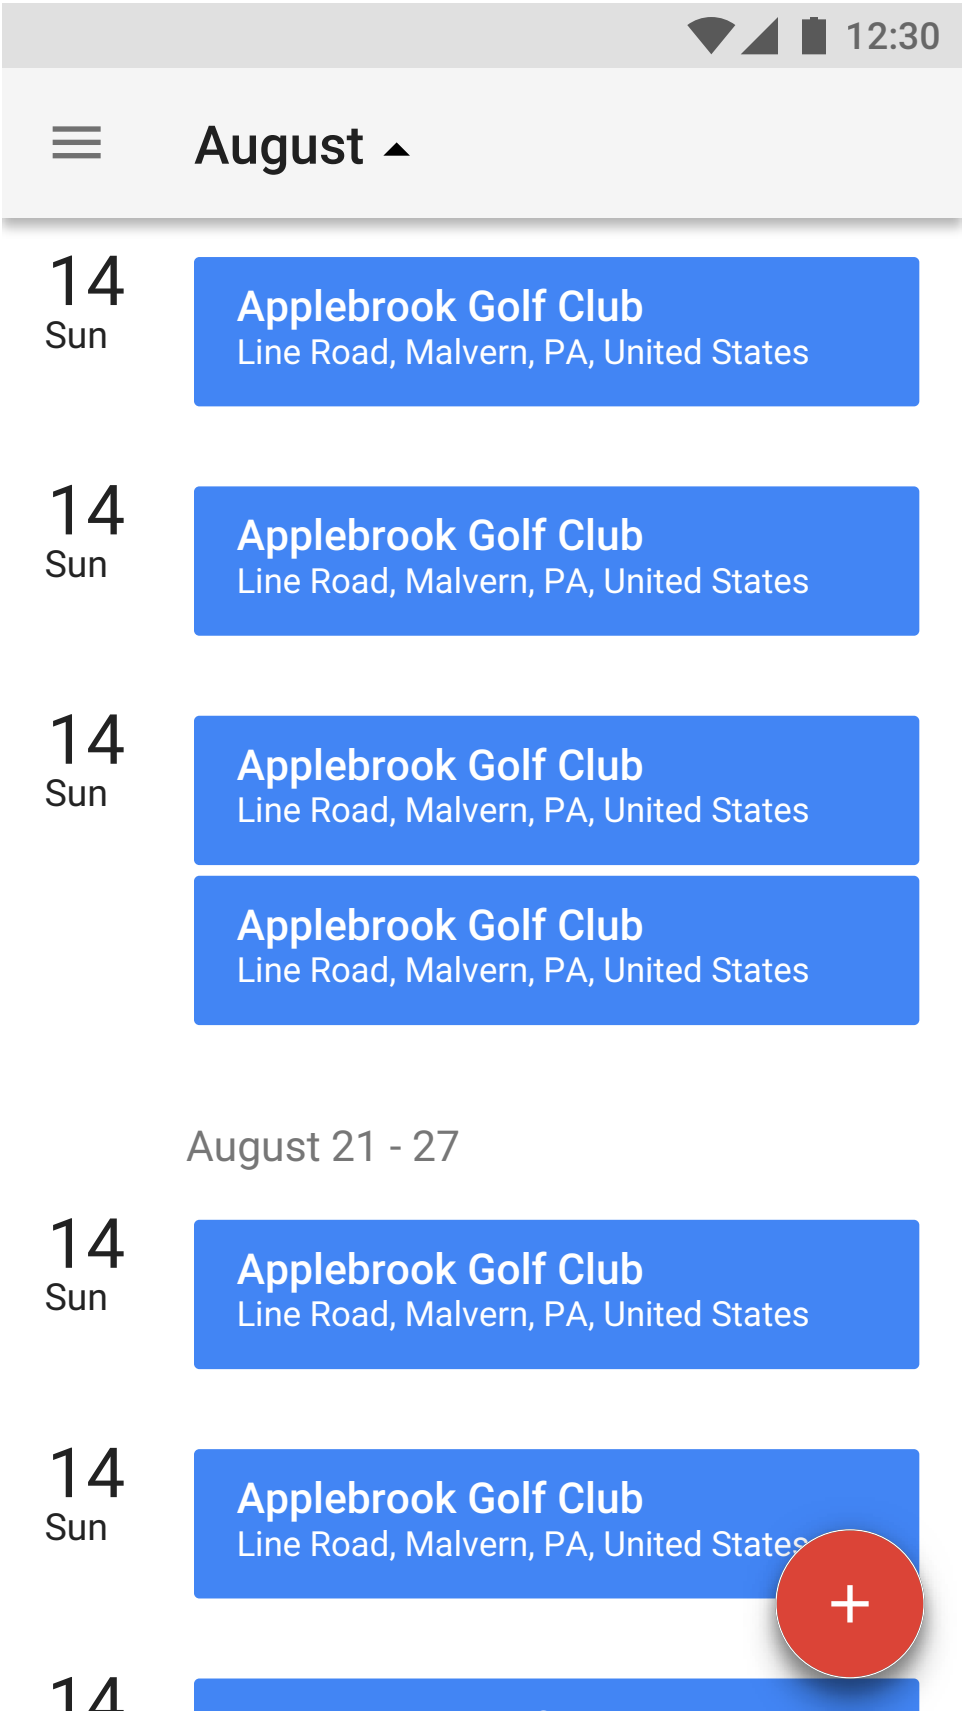 12:30
August
14
Sun
Applebrook Golf Club
Line Road, Malvern, PA, United States
14
Sun
Applebrook Golf Club
Line Road, Malvern, PA, United States
14
Sun
Applebrook Golf Club
Line Road, Malvern, PA, United States
Applebrook Golf Club
Line Road, Malvern, PA, United States
August 21 - 27
14
Sun
Applebrook Golf Club
Line Road, Malvern, PA, United States
14
Sun
Applebrook Golf Club
Line Road, Malvern, PA, United States
14